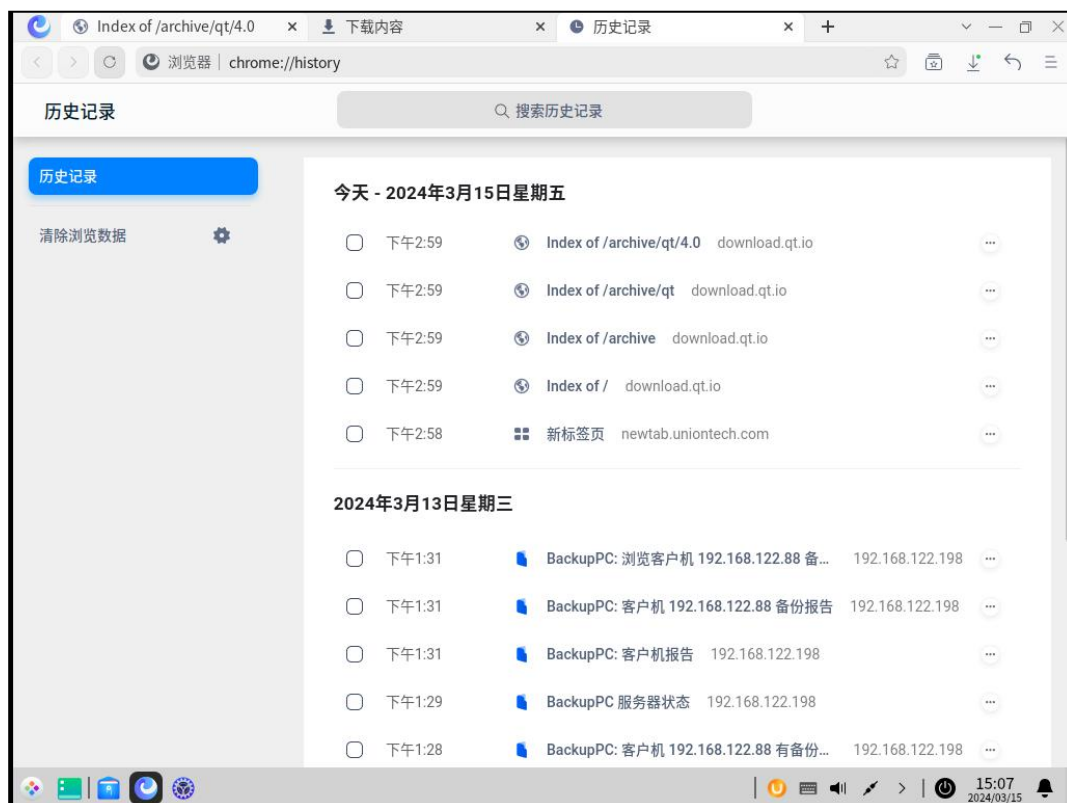 Index of /archive/qt/4.0 下载内容 历史记录
浏览器 chrome://history
历史记录 搜索历史记录
历史记录
清除浏览数据
今天 - 2024年3月15日星期五
下午2:59 Index of /archive/qt/4.0 download.qt.io
下午2:59 Index of /archive/qt download.qt.io
下午2:59 Index of /archive download.qt.io
下午2:59 Index of / download.qt.io
下午2:58 新标签页 newtab.uniontech.com
2024年3月13日星期三
下午1:31 BackupPC: 浏览客户机 192.168.122.88 备... 192.168.122.198
下午1:31 BackupPC: 客户机 192.168.122.88 备份报告 192.168.122.198
下午1:31 BackupPC: 客户机报告 192.168.122.198
下午1:29 BackupPC 服务器状态 192.168.122.198
下午1:28 BackupPC: 客户机 192.168.122.88 有备份... 192.168.122.198
15:07
2024/03/15